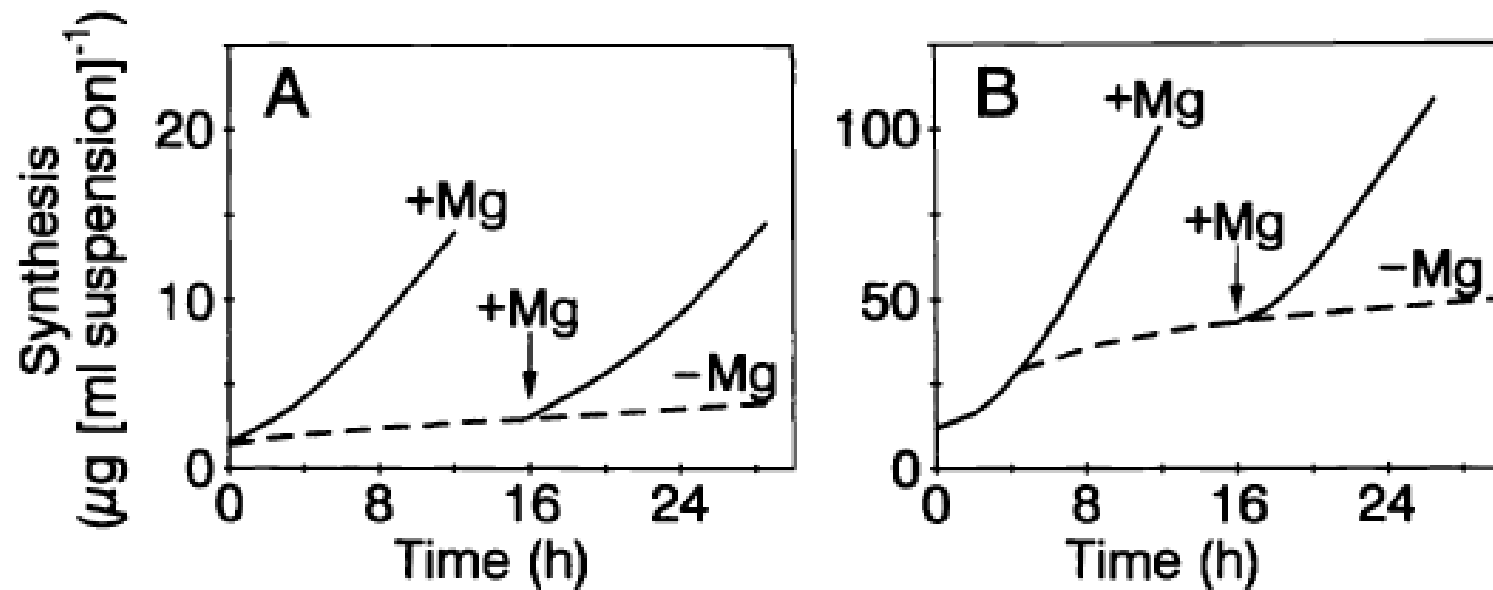 Synthesis
(µg [ml suspension]⁻¹)
A
20
10
0
+Mg
+Mg
−Mg
0 8 16 24
Time (h)
B
100
50
0
+Mg
+Mg
−Mg
0 8 16 24
Time (h)